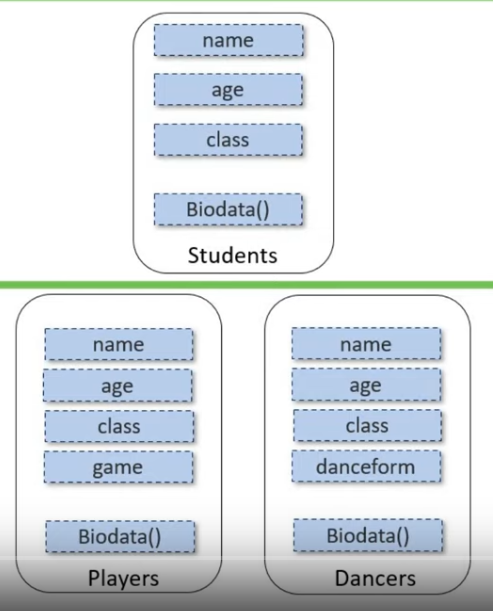 name
age
class
Biodata()
Students
name
age
class
game
Biodata()
Players
name
age
class
danceform
Biodata()
Dancers